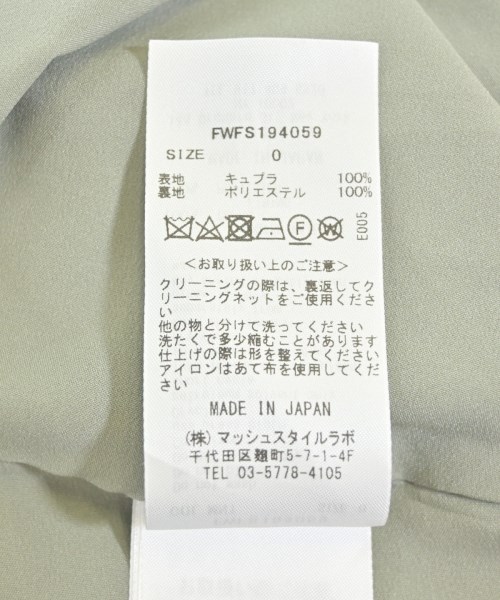 FWFS194059
SIZE 0
表地 キュプラ 100%
裏地 ポリエステル 100%
F W E005
<お取り扱い上のご注意>
クリーニングの際は、裏返してク
リーニングネットをご使用くださ
い
他の物と分けて洗ってください
洗たくで多少縮むことがあります
仕上げの際は形を整えてください
アイロンはあて布を使用してくだ
さい
MADE IN JAPAN
(株) マッシュスタイルラボ
千代田区麹町5-7-1-4F
TEL 03-5778-4105